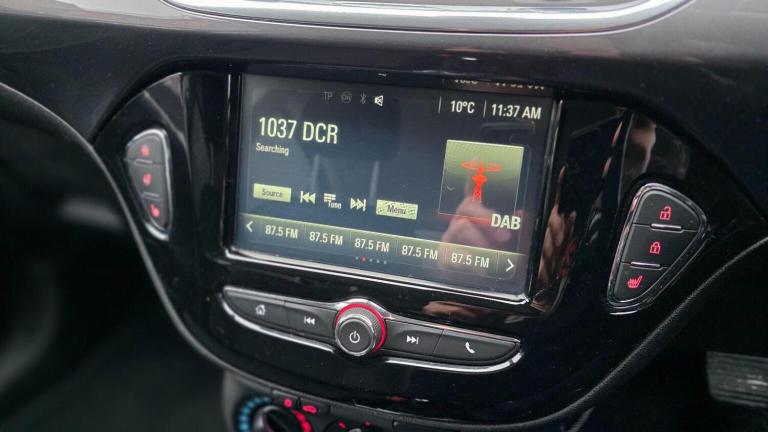 TP
10°C 11:37 AM
1037 DCR
Searching
Source
Tune
Menu
DAB
87.5 FM 87.5 FM 87.5 FM 87.5 FM 87.5 FM